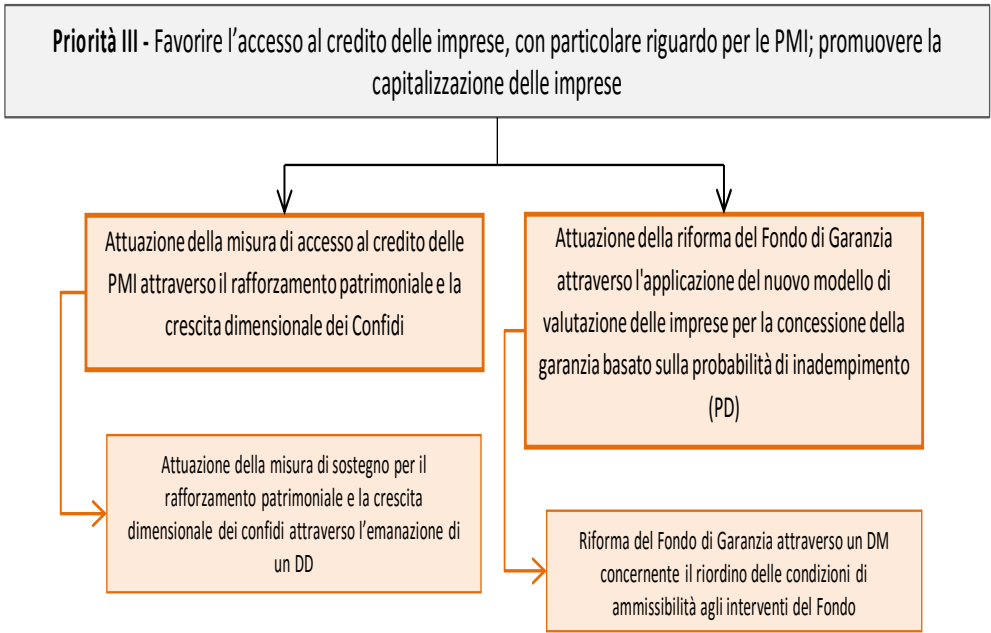 Priorità III - Favorire l’accesso al credito delle imprese, con particolare riguardo per le PMI; promuovere la
capitalizzazione delle imprese
Attuazione della misura di accesso al credito delle
PMI attraverso il rafforzamento patrimoniale e la
crescita dimensionale dei Confidi
Attuazione della riforma del Fondo di Garanzia
attraverso l'applicazione del nuovo modello di
valutazione delle imprese per la concessione della
garanzia basato sulla probabilità di inadempimento
(PD)
Attuazione della misura di sostegno per il
rafforzamento patrimoniale e la crescita
dimensionale dei confidi attraverso l’emanazione di
un DD
Riforma del Fondo di Garanzia attraverso un DM
concernente il riordino delle condizioni di
ammissibilità agli interventi del Fondo